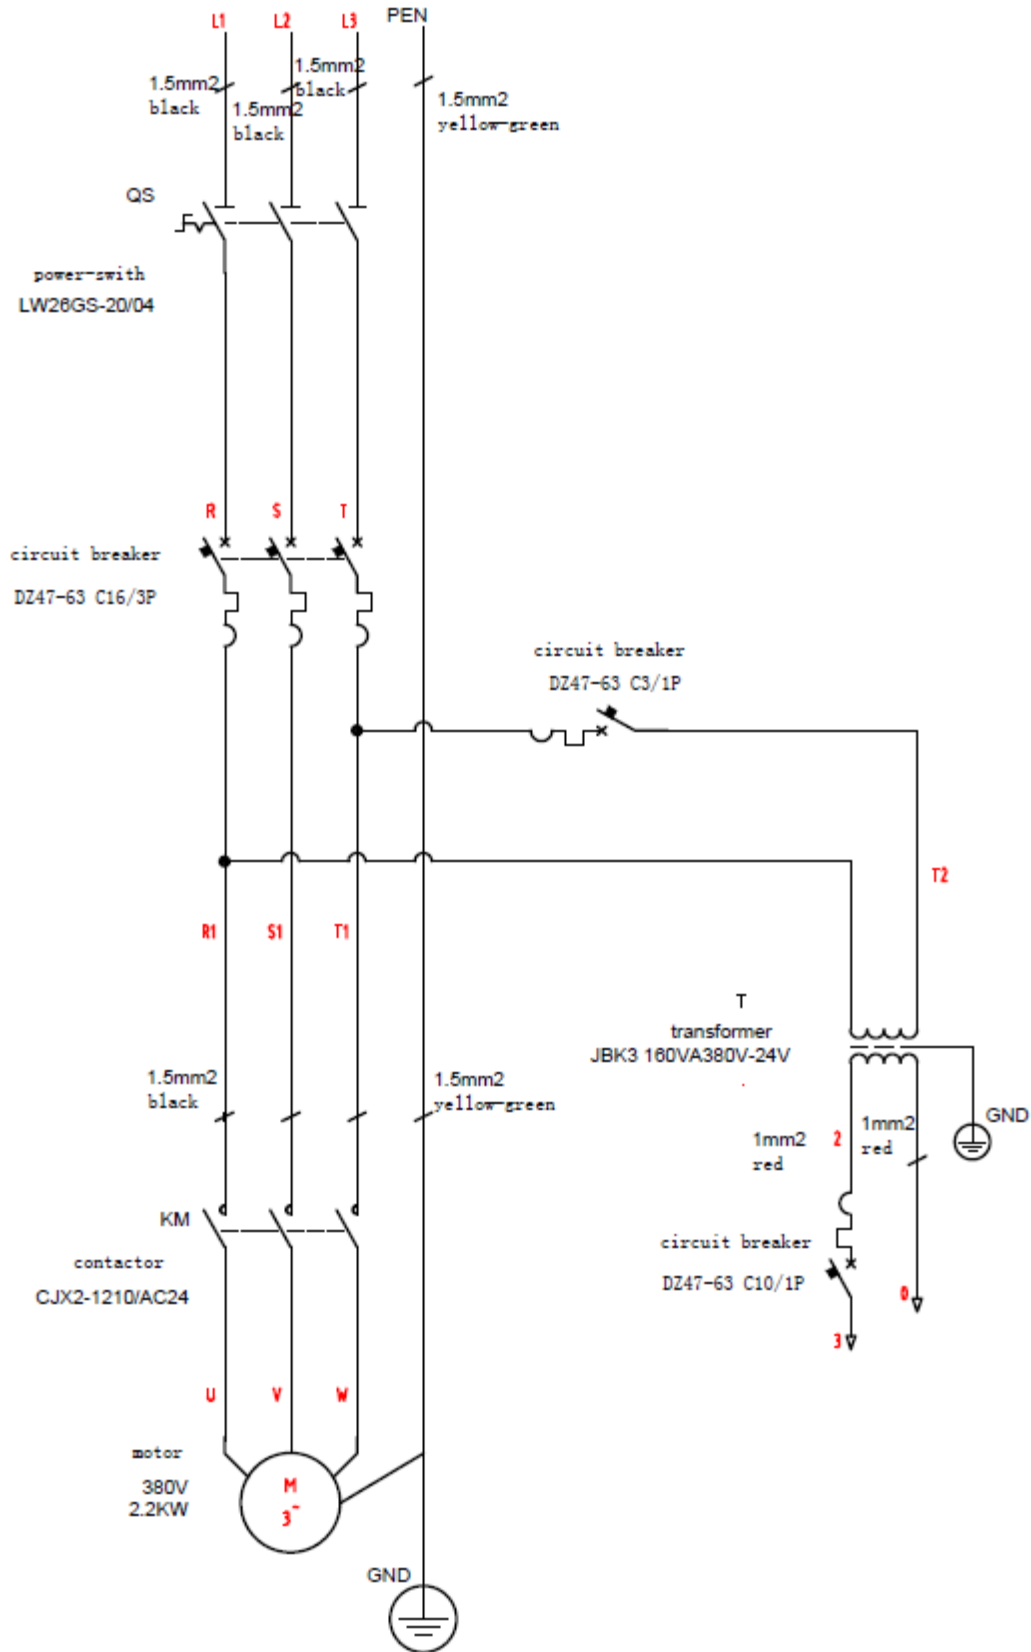 L1
L2
L3
PEN
1.5mm2
black
1.5mm2
black
1.5mm2
black
1.5mm2
yellow-green
QS
power-swith
LW26GS-20/04
R
S
T
circuit breaker
DZ47-63 C16/3P
circuit breaker
DZ47-63 C3/1P
T2
R1
S1
T1
T
transformer
JBK3 160VA380V-24V
1.5mm2
black
1.5mm2
yellow-green
GND
1mm2
red
2
1mm2
red
KM
contactor
CJX2-1210/AC24
circuit breaker
DZ47-63 C10/1P
0
3
U
V
W
motor
380V
2.2KW
M
3~
GND